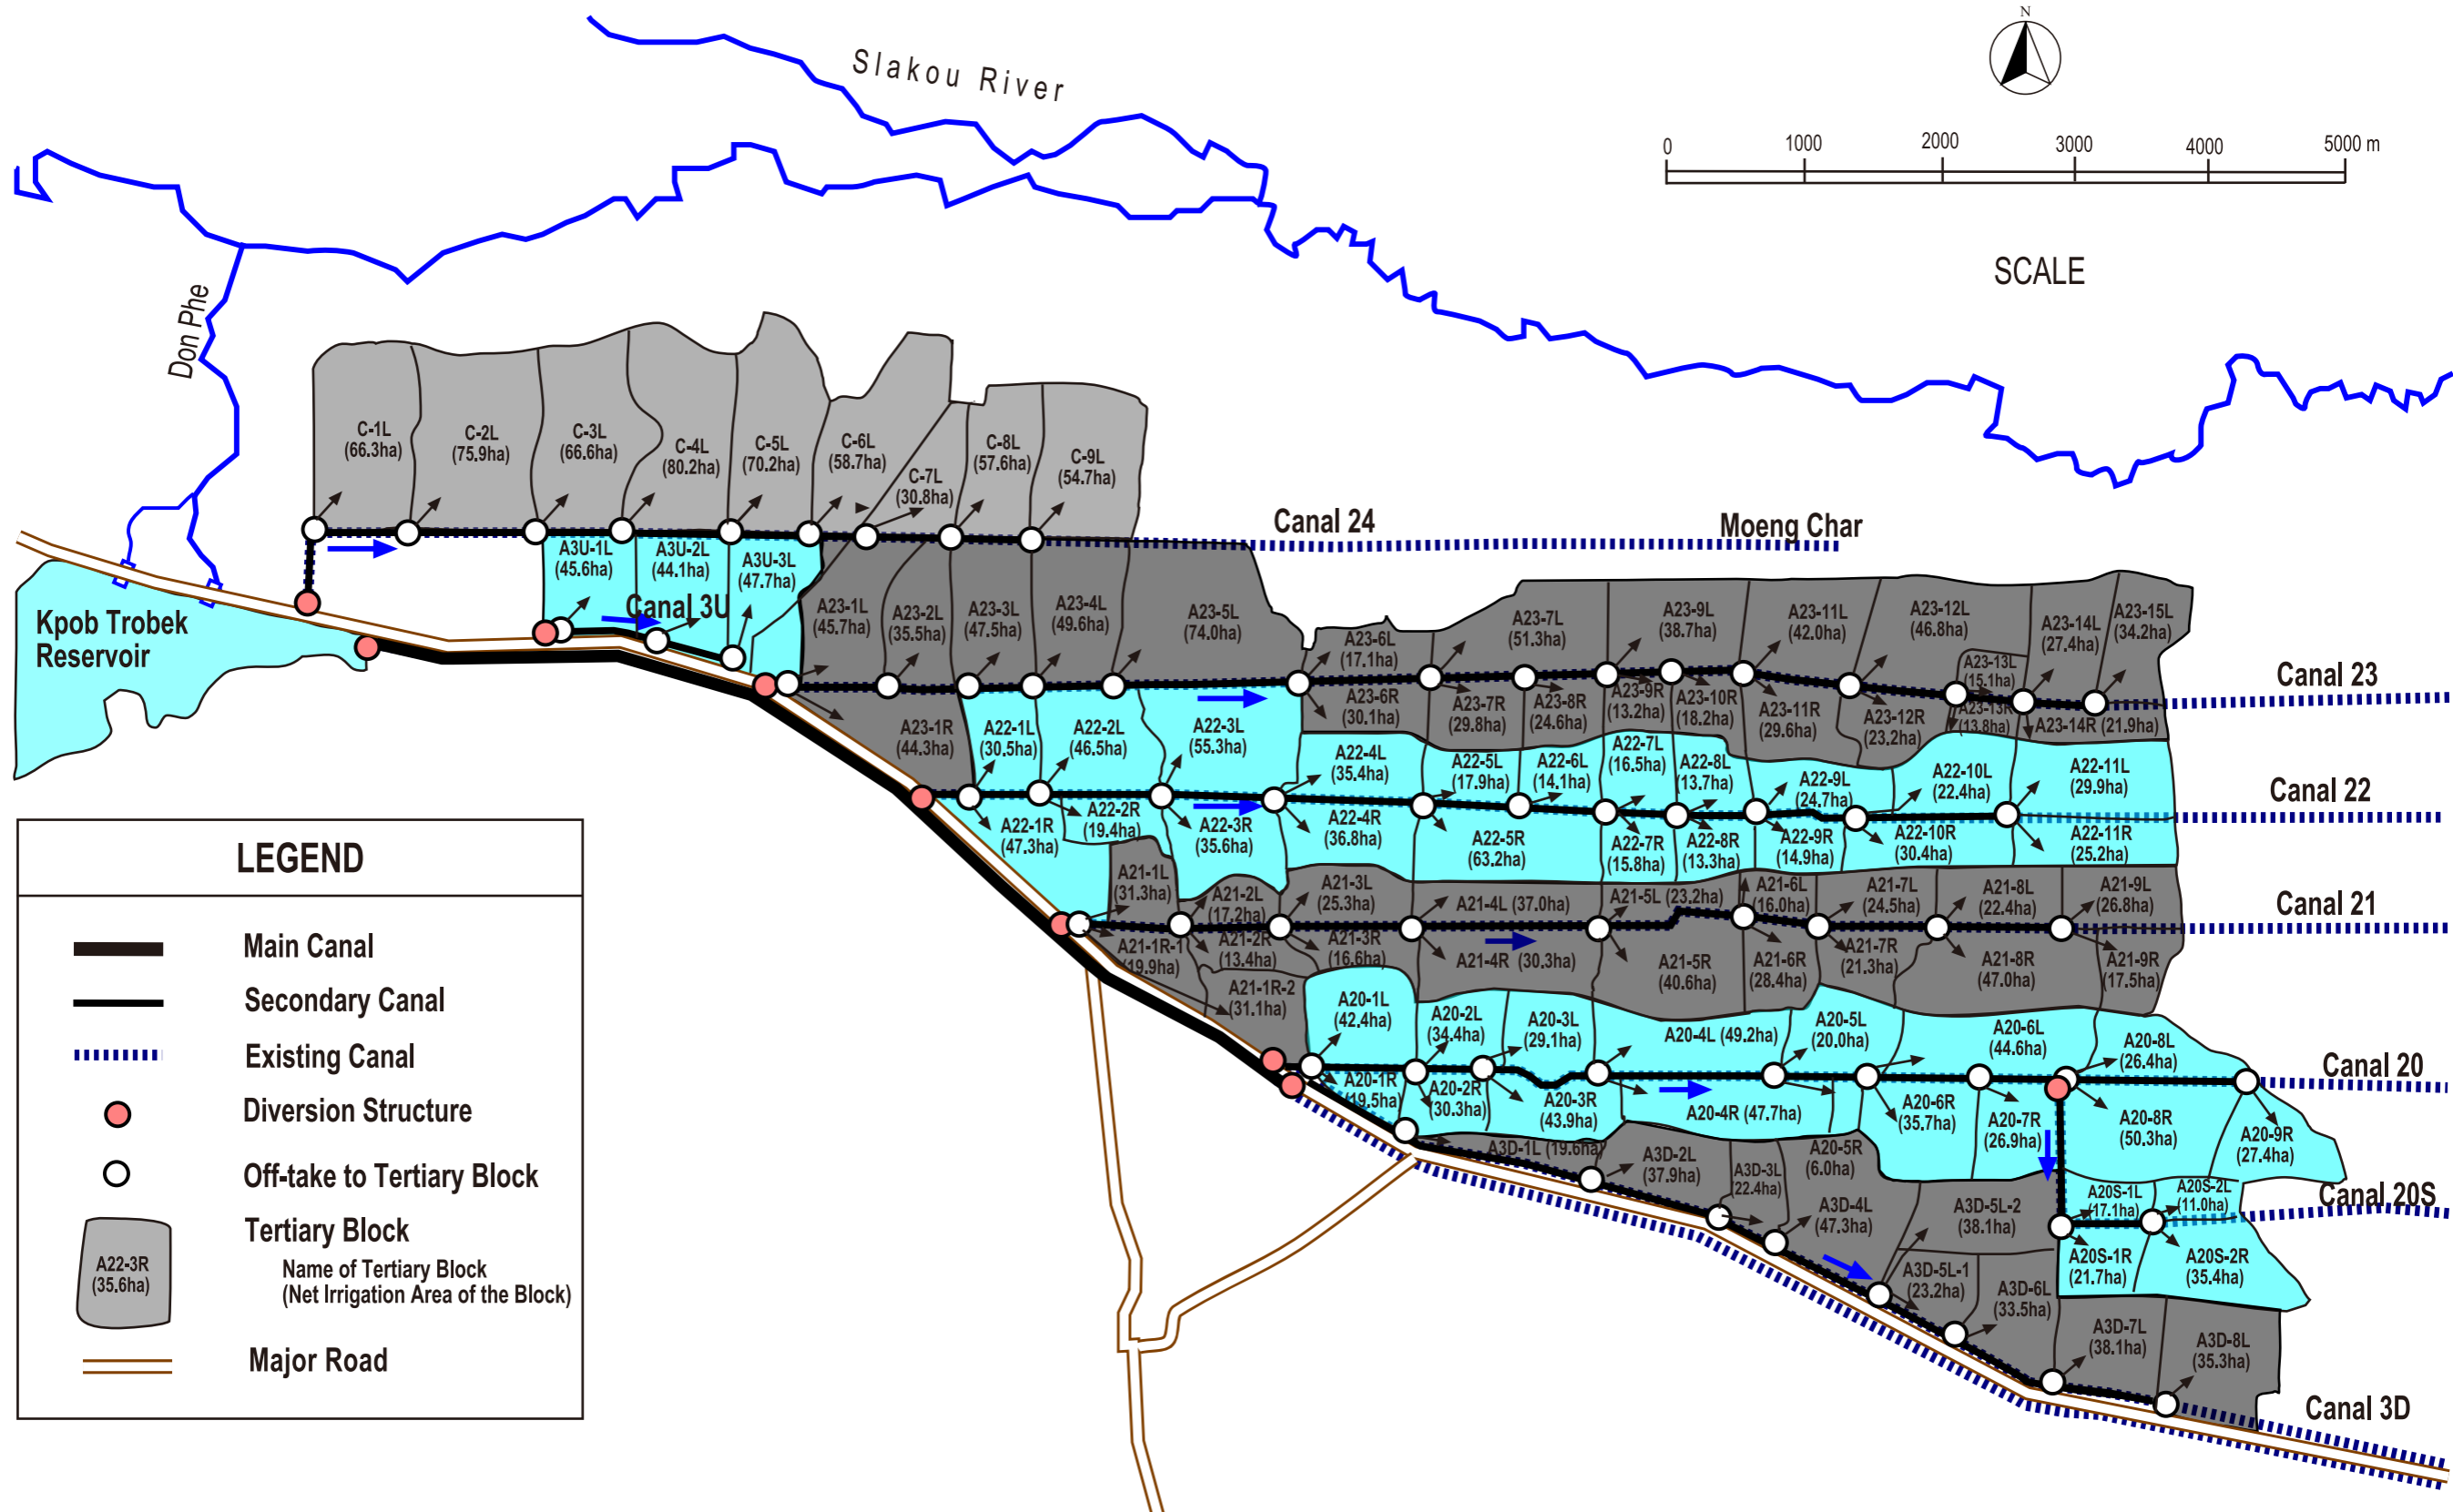 N
Slakou River
0 1000 2000 3000 4000 5000 m
SCALE
Don Phe
C-1L
(66.3ha)
C-2L
(75.9ha)
C-3L
(66.6ha)
C-4L
(80.2ha)
C-5L
(70.2ha)
C-6L
(58.7ha)
C-7L
(30.8ha)
C-8L
(57.6ha)
C-9L
(54.7ha)
Canal 24
Moeng Char
A3U-1L
(45.6ha)
A3U-2L
(44.1ha)
A3U-3L
(47.7ha)
Canal 3U
Kpob Trobek
Reservoir
A23-1L
(45.7ha)
A23-2L
(35.5ha)
A23-3L
(47.5ha)
A23-4L
(49.6ha)
A23-5L
(74.0ha)
A23-6L
(17.1ha)
A23-7L
(51.3ha)
A23-9L
(38.7ha)
A23-11L
(42.0ha)
A23-12L
(46.8ha)
A23-13L
(15.1ha)
A23-14L
(27.4ha)
A23-15L
(34.2ha)
Canal 23
A23-1R
(44.3ha)
A23-6R
(30.1ha)
A23-7R
(29.8ha)
A23-8R
(24.6ha)
A23-9R
(13.2ha)
A23-10R
(18.2ha)
A23-11R
(29.6ha)
A23-12R
(23.2ha)
A23-13R
(13.8ha)
A23-14R (21.9ha)
A22-1L
(30.5ha)
A22-2L
(46.5ha)
A22-3L
(55.3ha)
A22-4L
(35.4ha)
A22-5L
(17.9ha)
A22-6L
(14.1ha)
A22-7L
(16.5ha)
A22-8L
(13.7ha)
A22-9L
(24.7ha)
A22-10L
(22.4ha)
A22-11L
(29.9ha)
Canal 22
A22-1R
(47.3ha)
A22-2R
(19.4ha)
A22-3R
(35.6ha)
A22-4R
(36.8ha)
A22-5R
(63.2ha)
A22-7R
(15.8ha)
A22-8R
(13.3ha)
A22-9R
(14.9ha)
A22-10R
(30.4ha)
A22-11R
(25.2ha)
A21-1L
(31.3ha)
A21-2L
(17.2ha)
A21-3L
(25.3ha)
A21-4L (37.0ha)
A21-5L (23.2ha)
A21-6L
(16.0ha)
A21-7L
(24.5ha)
A21-8L
(22.4ha)
A21-9L
(26.8ha)
Canal 21
A21-1R-1
(19.9ha)
A21-2R
(13.4ha)
A21-3R
(16.6ha)
A21-4R (30.3ha)
A21-5R
(40.6ha)
A21-6R
(28.4ha)
A21-7R
(21.3ha)
A21-8R
(47.0ha)
A21-9R
(17.5ha)
A21-1R-2
(31.1ha)
A20-1L
(42.4ha)
A20-2L
(34.4ha)
A20-3L
(29.1ha)
A20-4L (49.2ha)
A20-5L
(20.0ha)
A20-6L
(44.6ha)
A20-8L
(26.4ha)
Canal 20
A20-1R
(19.5ha)
A20-2R
(30.3ha)
A20-3R
(43.9ha)
A20-4R (47.7ha)
A20-5R
(6.0ha)
A20-6R
(35.7ha)
A20-7R
(26.9ha)
A20-8R
(50.3ha)
A20-9R
(27.4ha)
A3D-1L (19.6ha)
A3D-2L
(37.9ha)
A3D-3L
(22.4ha)
A3D-4L
(47.3ha)
A3D-5L-2
(38.1ha)
A3D-5L-1
(23.2ha)
A3D-6L
(33.5ha)
A3D-7L
(38.1ha)
A3D-8L
(35.3ha)
A20S-1L
(17.1ha)
A20S-2L
(11.0ha)
Canal 20S
A20S-1R
(21.7ha)
A20S-2R
(35.4ha)
Canal 3D
LEGEND
Main Canal
Secondary Canal
Existing Canal
Diversion Structure
Off-take to Tertiary Block
A22-3R
(35.6ha)
Tertiary Block
Name of Tertiary Block
(Net Irrigation Area of the Block)
Major Road